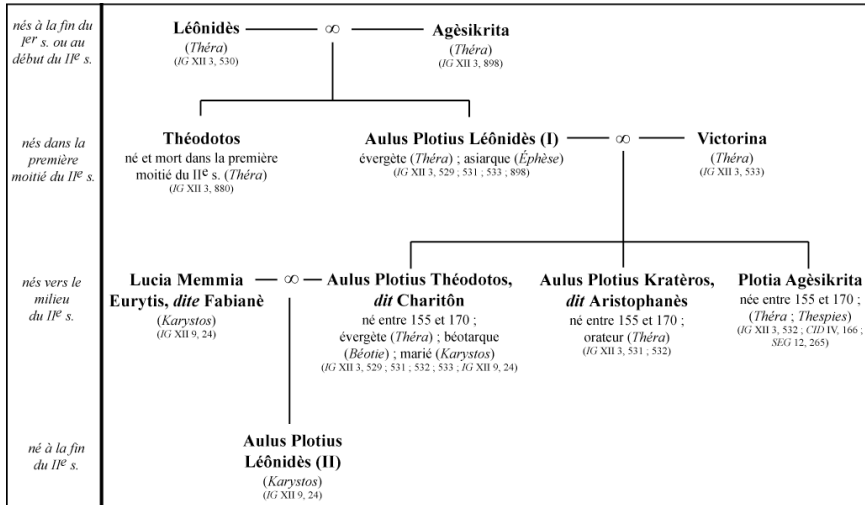 nés à la fin du
Ier s. ou au
début du IIe s.
Léônidès
∞
Agèsikrita
(Théra)
(IG XII 3, 530)
(Théra)
(IG XII 3, 898)
nés dans la
première
moitié du IIe s.
Théodotos
né et mort dans la première
moitié du IIe s. (Théra)
(IG XII 3, 880)
Aulus Plotius Léônidès (I)
évergète (Théra) ; asiarque (Éphèse)
(IG XII 3, 529 ; 531 ; 533 ; 898)
∞
Victorina
(Théra)
(IG XII 3, 533)
nés vers le
milieu
du IIe s.
Lucia Memmia
Eurytis, dite Fabianè
(Karystos)
(IG XII 9, 24)
∞
Aulus Plotius Théodotos,
dit Charitôn
né entre 155 et 170 ;
évergète (Théra) ; béotarque
(Béotie) ; marié (Karystos)
(IG XII 3, 529 ; 531 ; 532 ; 533 ; IG XII 9, 24)
Aulus Plotius Kratèros,
dit Aristophanès
né entre 155 et 170 ;
orateur (Théra)
(IG XII 3, 531 ; 532)
Plotia Agèsikrita
née entre 155 et 170 ;
(Théra ; Thespies)
(IG XII 3, 532 ; CID IV, 166 ;
SEG 12, 265)
né à la fin
du IIe s.
Aulus Plotius
Léônidès (II)
(Karystos)
(IG XII 9, 24)